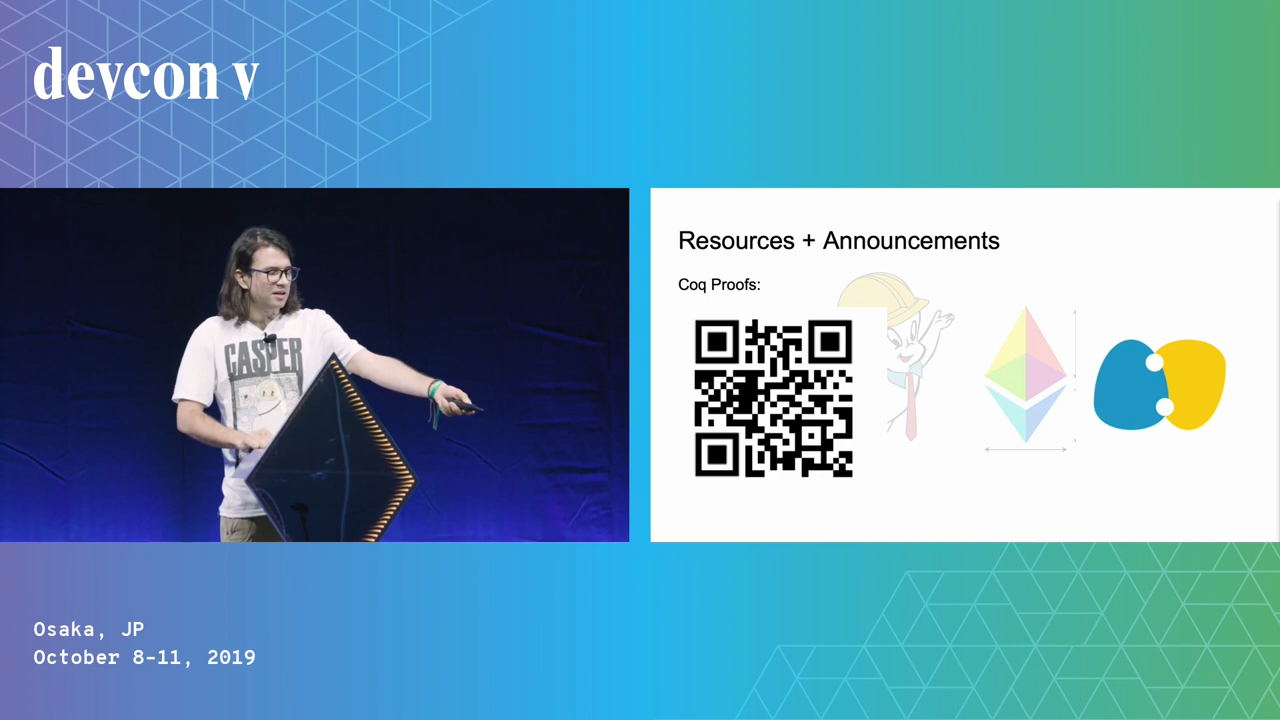 devcon v
CASPER
Resources + Announcements
Coq Proofs:
Osaka, JP
October 8-11, 2019